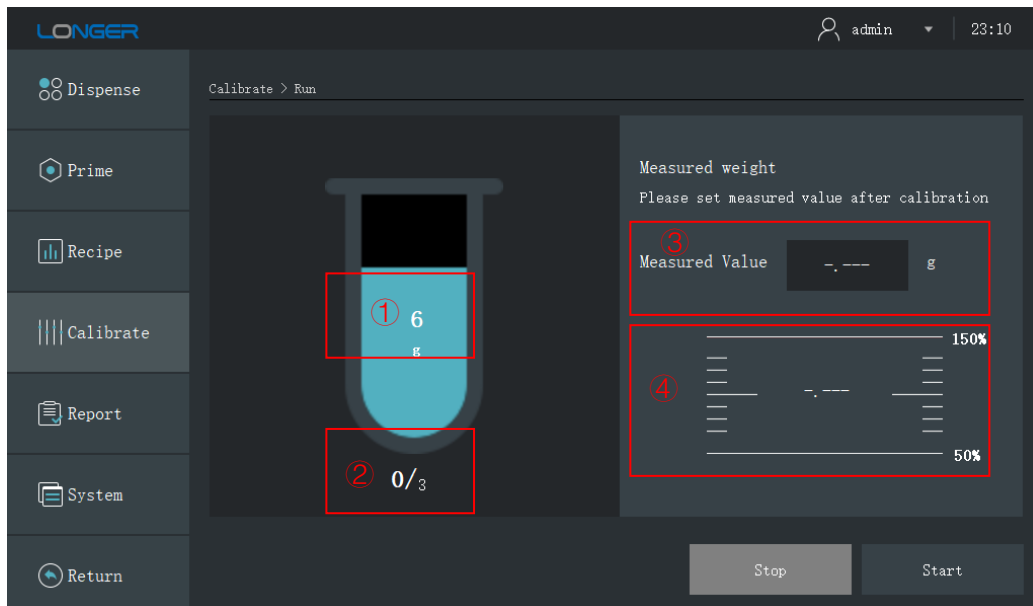 LONGER
admin
23:10
Dispense
Prime
Recipe
Calibrate
Report
System
Return
Calibrate > Run
①
6
g
②
0/3
Measured weight
Please set measured value after calibration
③
Measured Value
-.---
g
④
150%
-.---
50%
Stop
Start